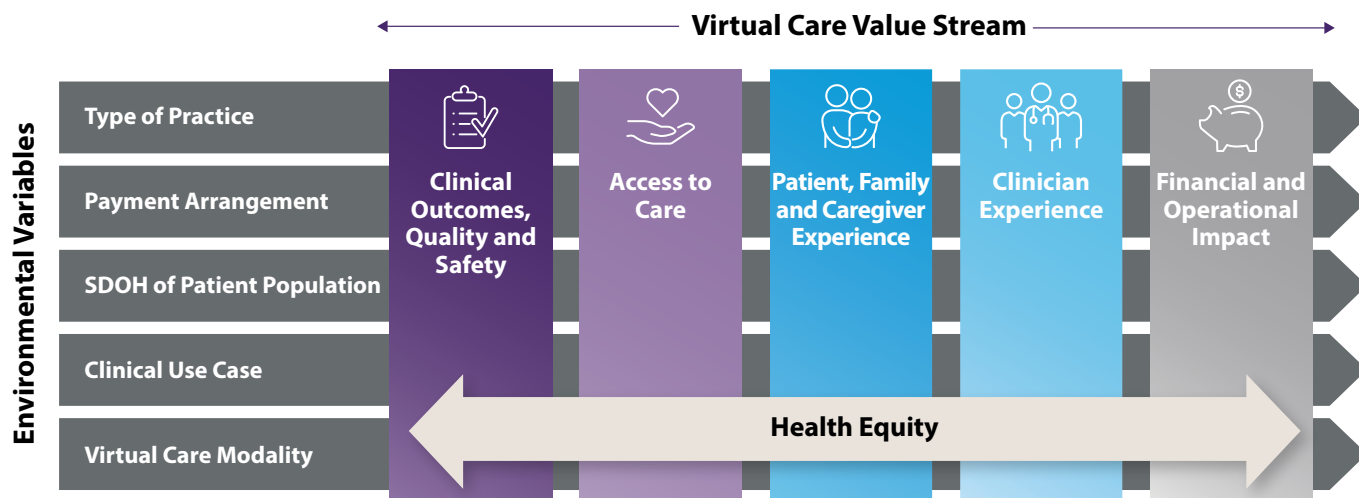 Virtual Care Value Stream
Environmental Variables
Type of Practice
Payment Arrangement
SDOH of Patient Population
Clinical Use Case
Virtual Care Modality
Clinical
Outcomes,
Quality and
Safety
Access to
Care
Patient, Family
and Caregiver
Experience
Clinician
Experience
$
Financial and
Operational
Impact
Health Equity